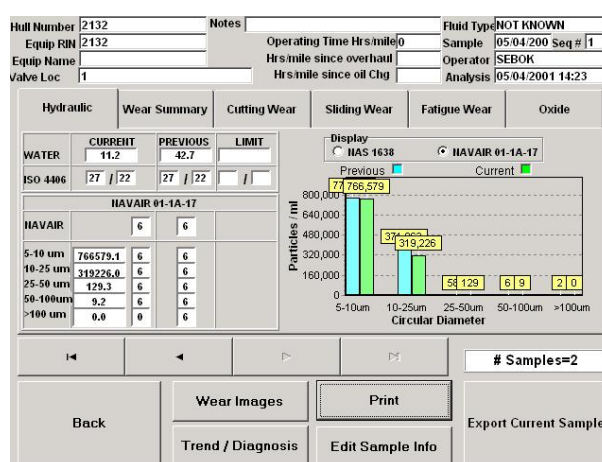 Hull Number 2132 Notes Fluid Type NOT KNOWN
Equip RIN 2132 Operating Time Hrs/mile 0 Sample 05/04/200 Seq # 1
Equip Name Hrs/mile since overhaul Operator SEBOK
Valve Loc 1 Hrs/mile since oil Chg Analysis 05/04/2001 14:23
Hydraulic Wear Summary Cutting Wear Sliding Wear Fatigue Wear Oxide
CURRENT PREVIOUS LIMIT
WATER 11.2 42.7
ISO 4406 27 / 22 27 / 22 /
NAVAIR 01-1A-17
NAVAIR 6 6
5-10 um 766579.1 6 6
10-25 um 319226.0 6 6
25-50 um 129.3 6 6
50-100um 9.2 6 6
>100 um 0.0 0 6
Display
NAS 1638 NAVAIR 01-1A-17
Previous Current
Particles / ml
800,000
640,000
480,000
320,000
160,000
0
77 766,579
319,226
129
6 9
2 0
5-10um 10-25um 25-50um 50-100um >100um
Circular Diameter
# Samples=2
Back
Wear Images
Print
Export Current Sample
Trend / Diagnosis
Edit Sample Info